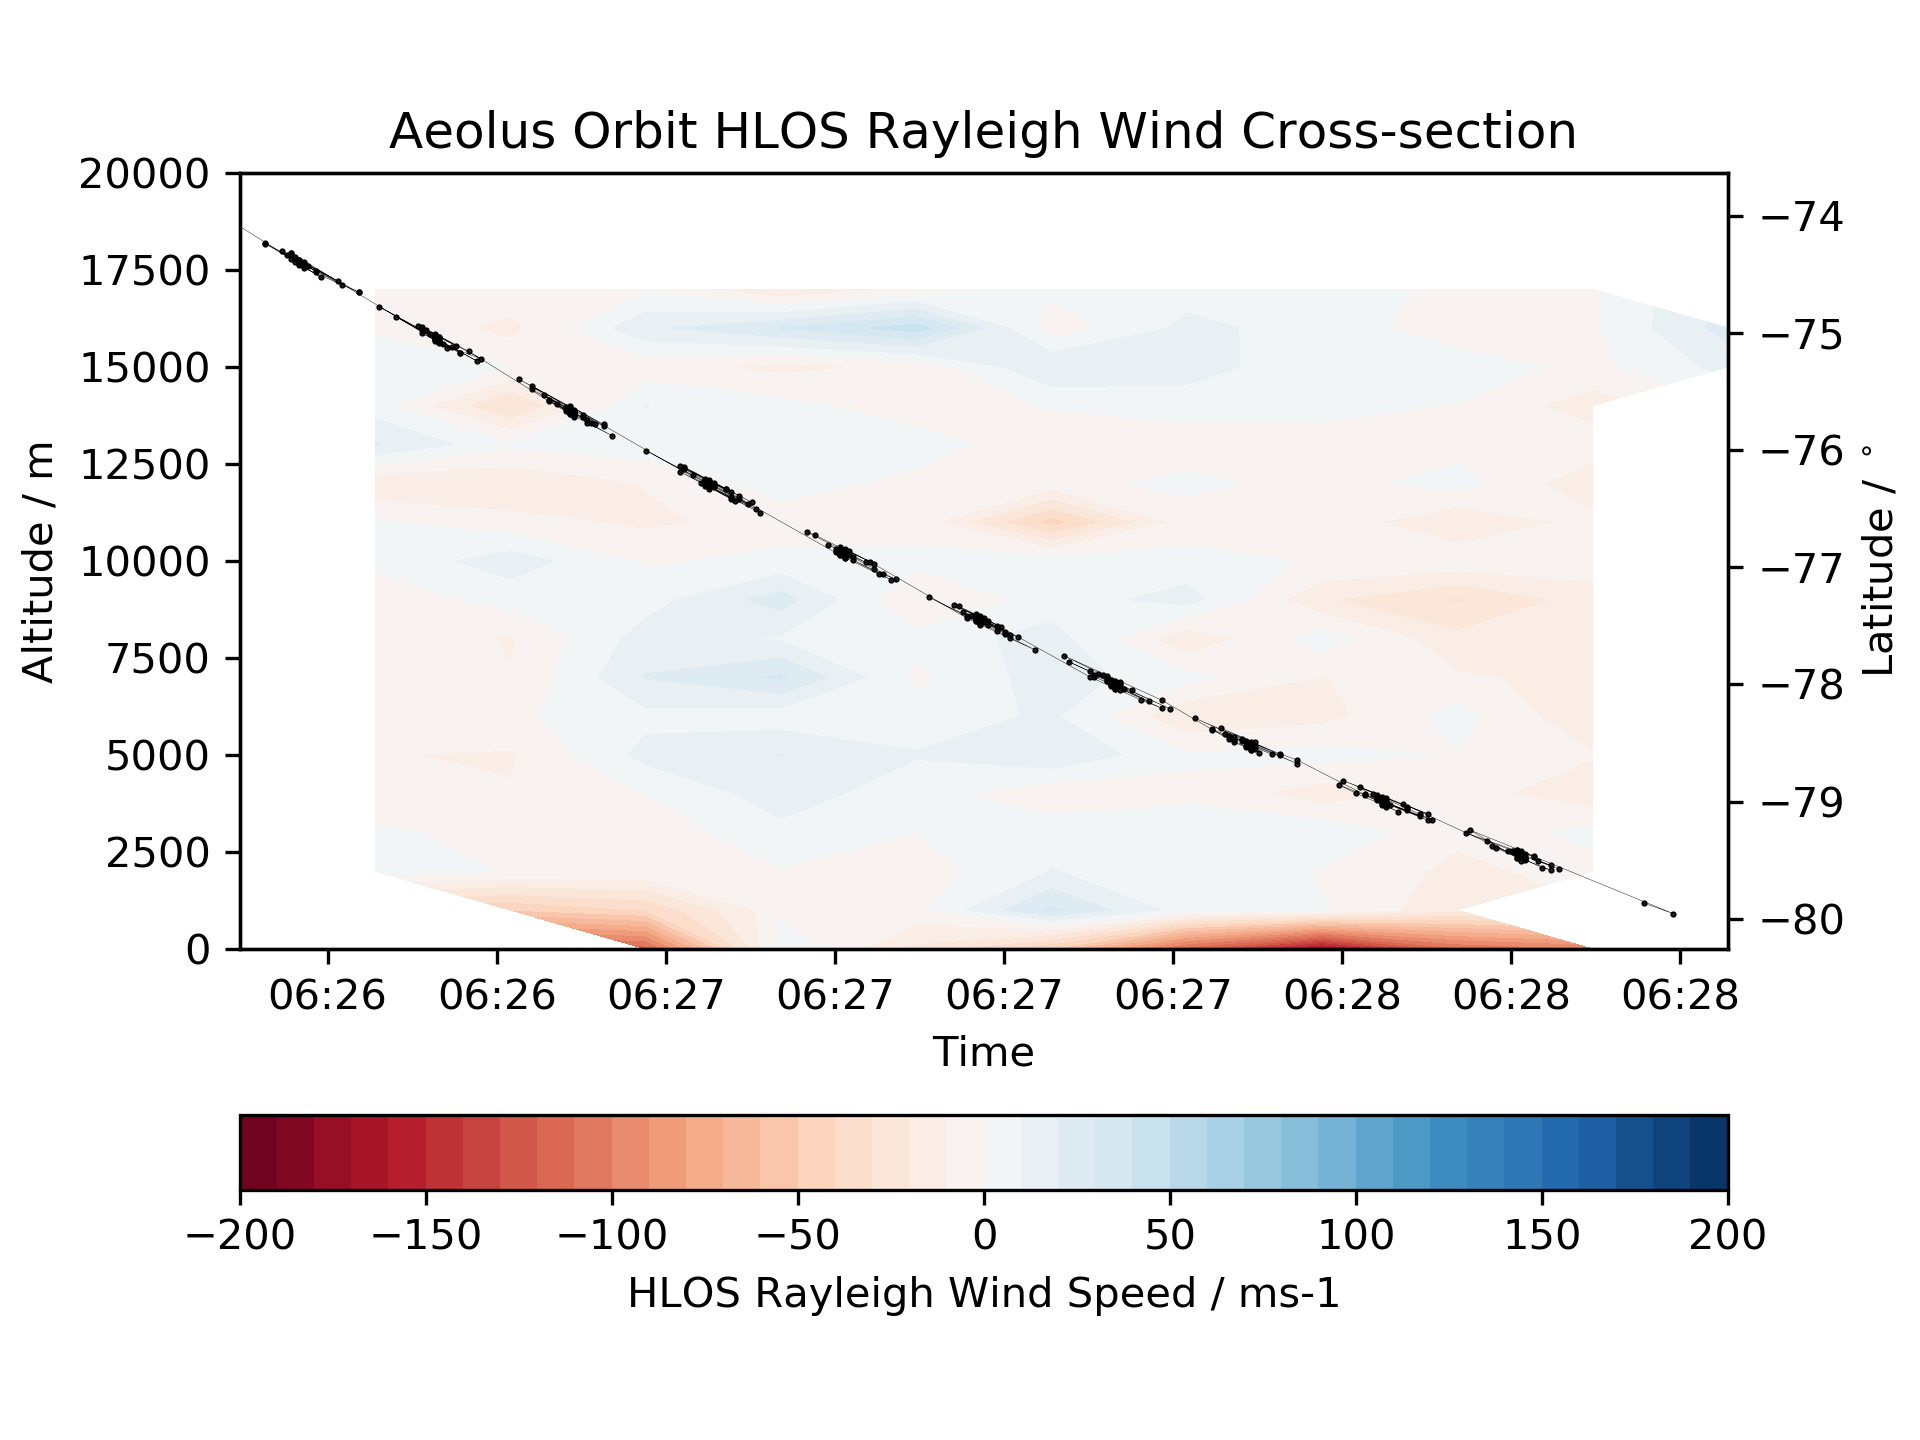 Aeolus Orbit HLOS Rayleigh Wind Cross-section
20000
17500
15000
12500
10000
7500
5000
2500
0
Altitude / m
−74
−75
−76
−77
−78
−79
−80
Latitude / °
06:26 06:26 06:27 06:27 06:27 06:27 06:28 06:28 06:28
Time
−200 −150 −100 −50 0 50 100 150 200
HLOS Rayleigh Wind Speed / ms-1